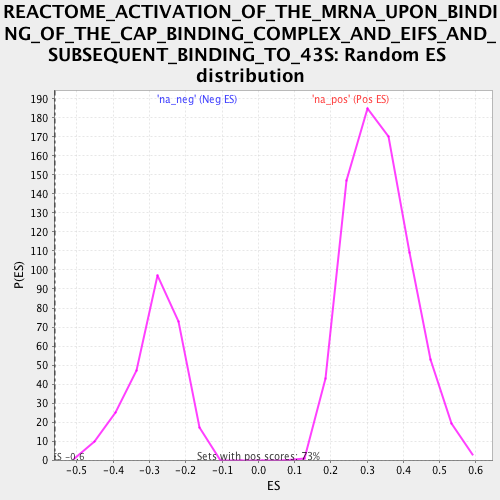 REACTOME_ACTIVATION_OF_THE_MRNA_UPON_BINDI
NG_OF_THE_CAP_BINDING_COMPLEX_AND_EIFS_AND_
SUBSEQUENT_BINDING_TO_43S: Random ES
distribution
'na_neg' (Neg ES) 'na_pos' (Pos ES)
190
180
170
160
150
140
130
120
110
100
90
80
70
60
50
40
30
20
10
0
P(ES)
ES -0.6 Sets with pos scores: 73%
-0.5 -0.4 -0.3 -0.2 -0.1 0.0 0.1 0.2 0.3 0.4 0.5 0.6
ES